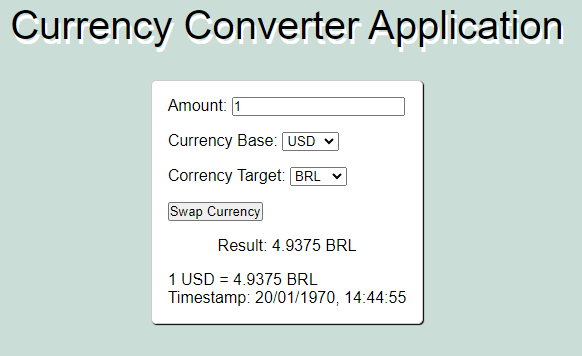 Currency Converter Application
Amount: 1
Currency Base: USD
Corrency Target: BRL
Swap Currency
Result: 4.9375 BRL
1 USD = 4.9375 BRL
Timestamp: 20/01/1970, 14:44:55